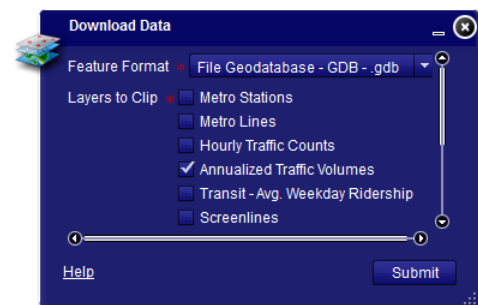 Download Data
Feature Format * File Geodatabase - GDB - .gdb
Layers to Clip * Metro Stations
Metro Lines
Hourly Traffic Counts
Annualized Traffic Volumes
Transit - Avg. Weekday Ridership
Screenlines
Help
Submit